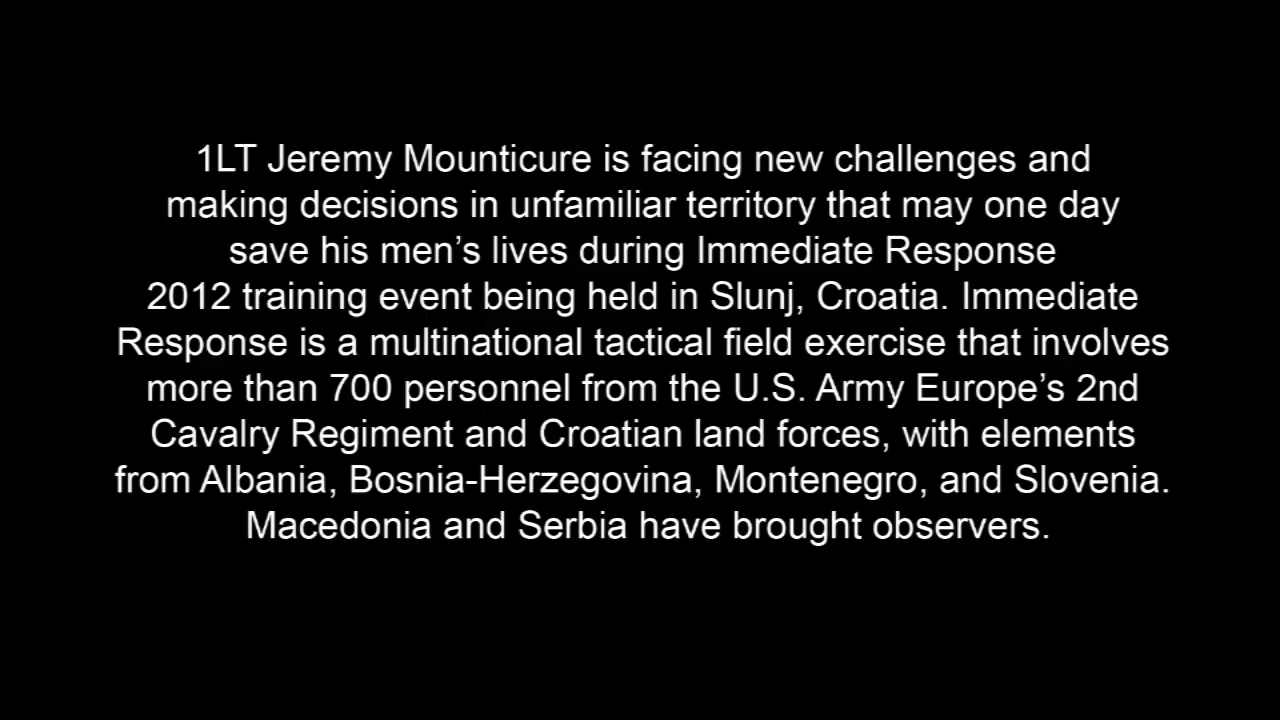 1LT Jeremy Mounticure is facing new challenges and
making decisions in unfamiliar territory that may one day
save his men’s lives during Immediate Response
2012 training event being held in Slunj, Croatia. Immediate
Response is a multinational tactical field exercise that involves
more than 700 personnel from the U.S. Army Europe’s 2nd
Cavalry Regiment and Croatian land forces, with elements
from Albania, Bosnia-Herzegovina, Montenegro, and Slovenia.
Macedonia and Serbia have brought observers.